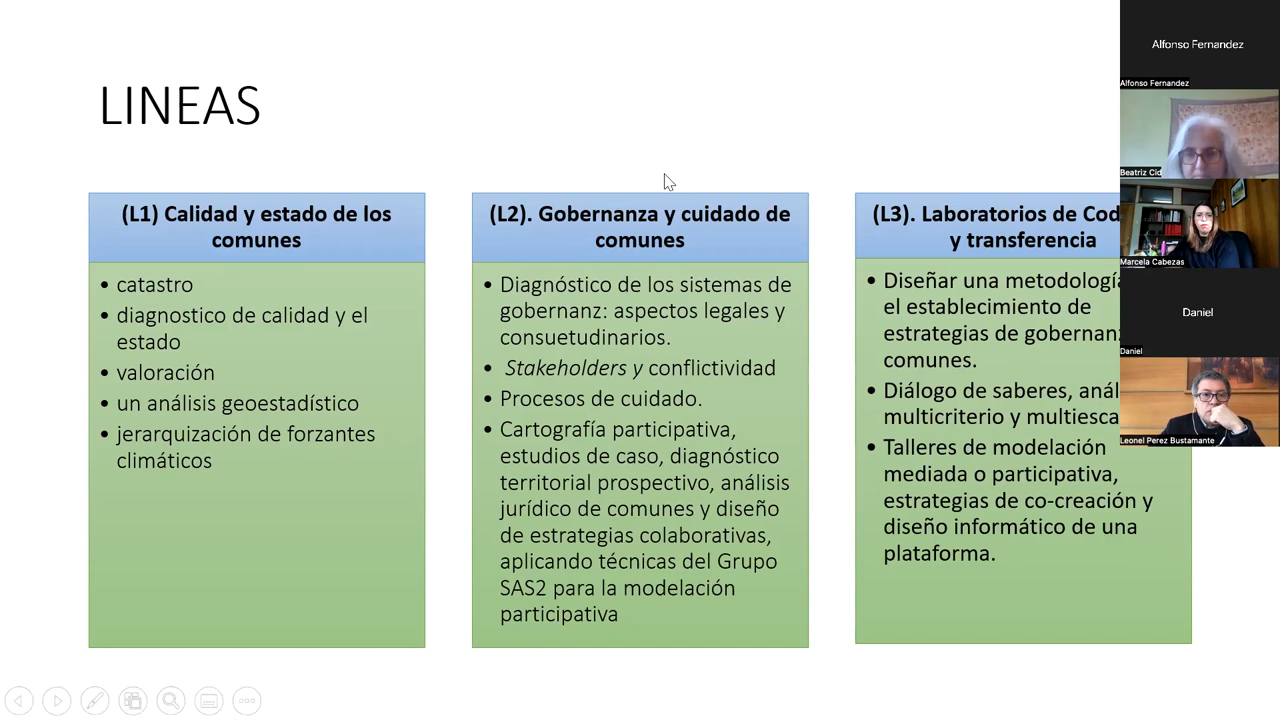 LINEAS
(L1) Calidad y estado de los
comunes
• catastro
• diagnostico de calidad y el
estado
• valoración
• un análisis geoestadístico
• jerarquización de forzantes
climáticos
(L2). Gobernanza y cuidado de
comunes
• Diagnóstico de los sistemas de
gobernanz: aspectos legales y
consuetudinarios.
• Stakeholders y conflictividad
• Procesos de cuidado.
• Cartografía participativa,
estudios de caso, diagnóstico
territorial prospectivo, análisis
jurídico de comunes y diseño
de estrategias colaborativas,
aplicando técnicas del Grupo
SAS2 para la modelación
participativa
(L3). Laboratorios de
y transferencia
• Diseñar una metodología
el establecimiento de
estrategias de
comunes.
• Diálogo de saberes,
multicriterio y
• Talleres de modelación
mediada o participativa,
estrategias de co-creación y
diseño informático de una
plataforma.
Alfonso Fernandez
Alfonso Fernandez
Beatriz Cid
Marcela Cabezas
Daniel
Daniel
Leonel Perez Bustamante